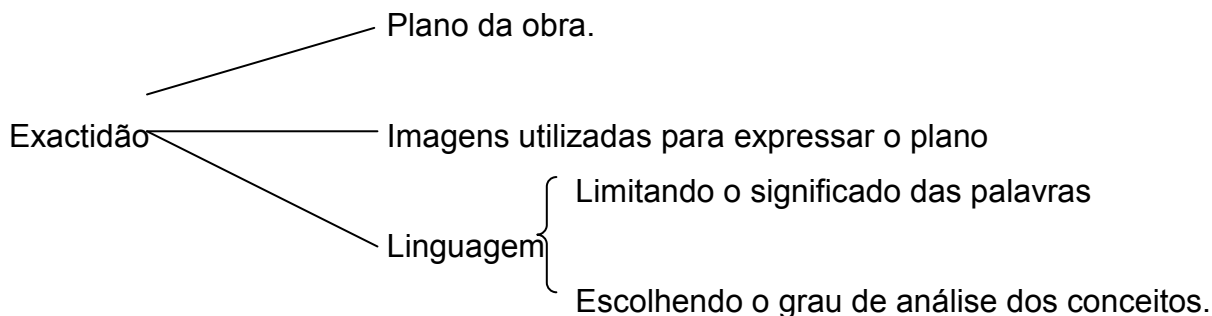 Plano da obra.
Exactidão
Imagens utilizadas para expressar o plano
Limitando o significado das palavras
Linguagem
Escolhendo o grau de análise dos conceitos.